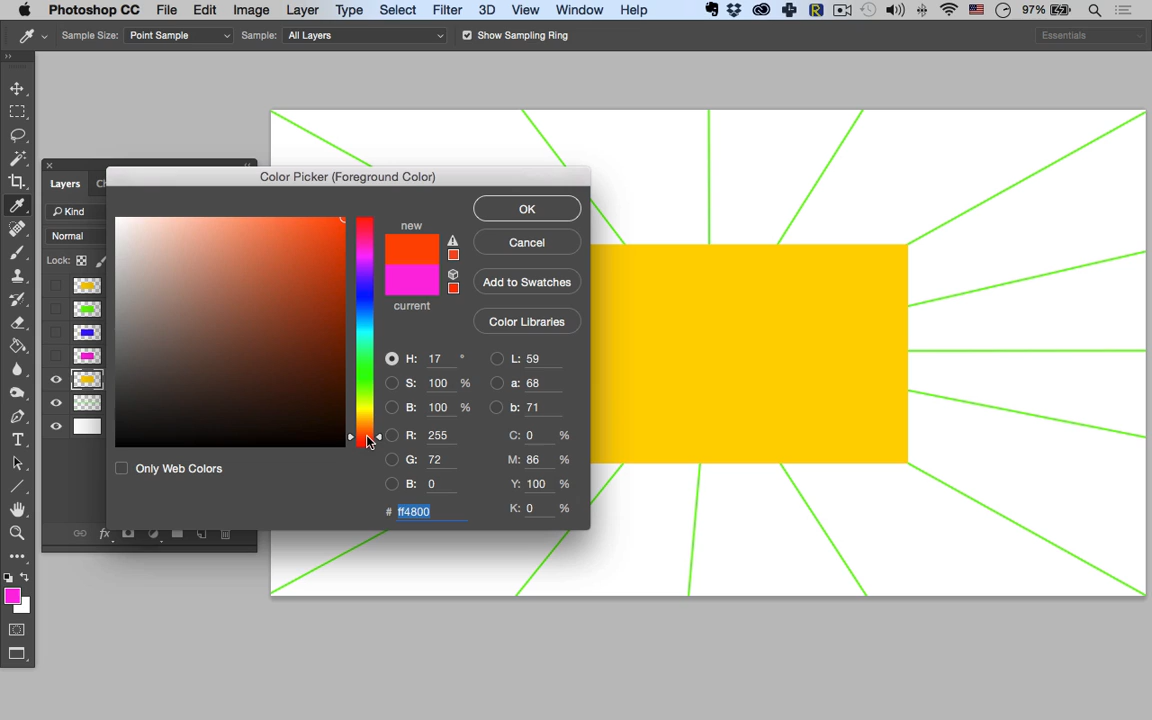 Photoshop CC File Edit Image Layer Type Select Filter 3D View Window Help 97%
Sample Size: Point Sample Sample: All Layers Show Sampling Ring Essentials
Color Picker (Foreground Color)
Layers
Kind
Normal
Lock:
new
current
OK
Cancel
Add to Swatches
Color Libraries
H: 17 ° L: 59
S: 100 % a: 68
B: 100 % b: 71
R: 255 C: 0 %
G: 72 M: 86 %
B: 0 Y: 100 %
# ff4800 K: 0 %
Only Web Colors
fx